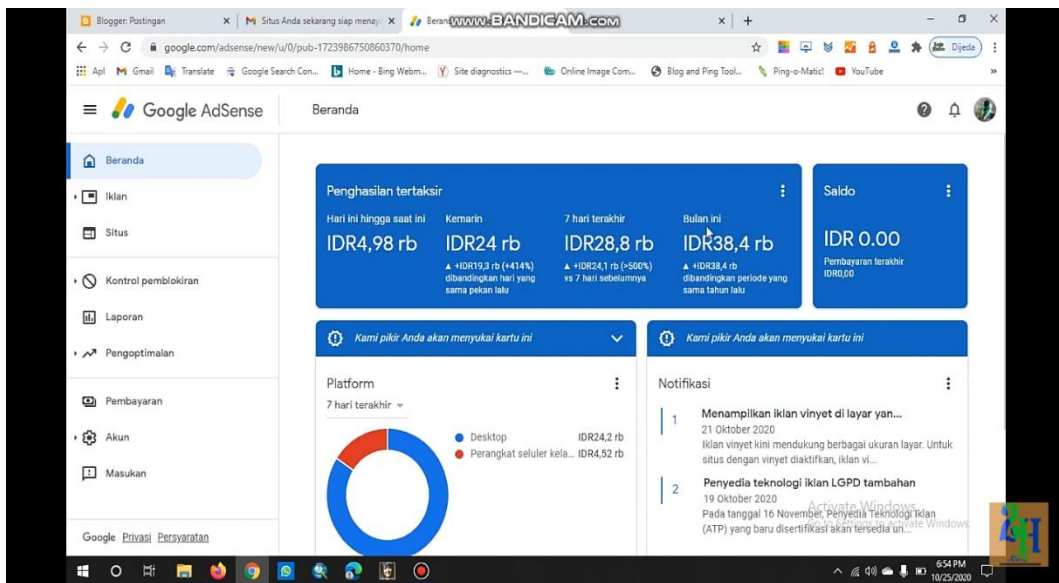 www.BANDICAM.com
Blogger: Postingan
Situs Anda sekarang siap menay
Beran
google.com/adsense/new/u/0/pub-1723986750860370/home
Dijeda
Apl
Gmail
Translate
Google Search Con...
Home - Bing Webm...
Site diagnostics —...
Online Image Com...
Blog and Ping Tool...
Ping-o-Matic!
YouTube
Google AdSense
Beranda
Beranda
Iklan
Situs
Kontrol pemblokiran
Laporan
Pengoptimalan
Pembayaran
Akun
Masukan
Google Privasi Persyaratan
Penghasilan tertaksir
Hari ini hingga saat ini
IDR4,98 rb
Kemarin
IDR24 rb
▲ +IDR19,3 rb (+414%)
dibandingkan hari yang
sama pekan lalu
7 hari terakhir
IDR28,8 rb
▲ +IDR24,1 rb (>500%)
vs 7 hari sebelumnya
Bulan ini
IDR38,4 rb
▲ +IDR38,4 rb
dibandingkan periode yang
sama tahun lalu
Saldo
IDR 0.00
Pembayaran terakhir
IDR0,00
Kami pikir Anda akan menyukai kartu ini
Platform
7 hari terakhir
Desktop IDR24,2 rb
Perangkat seluler kela... IDR4,52 rb
Kami pikir Anda akan menyukai kartu ini
Notifikasi
1 Menampilkan iklan vinyet di layar yan...
21 Oktober 2020
Iklan vinyet kini mendukung berbagai ukuran layar. Untuk
situs dengan vinyet diaktifkan, iklan vi...
2 Penyedia teknologi iklan LGPD tambahan
19 Oktober 2020
Pada tanggal 16 November, Penyedia Teknologi Iklan
(ATP) yang baru disertifikasi akan tersedia un...
Activate Windows
Go to Settings to activate Windows.
6:54 PM
10/25/2020